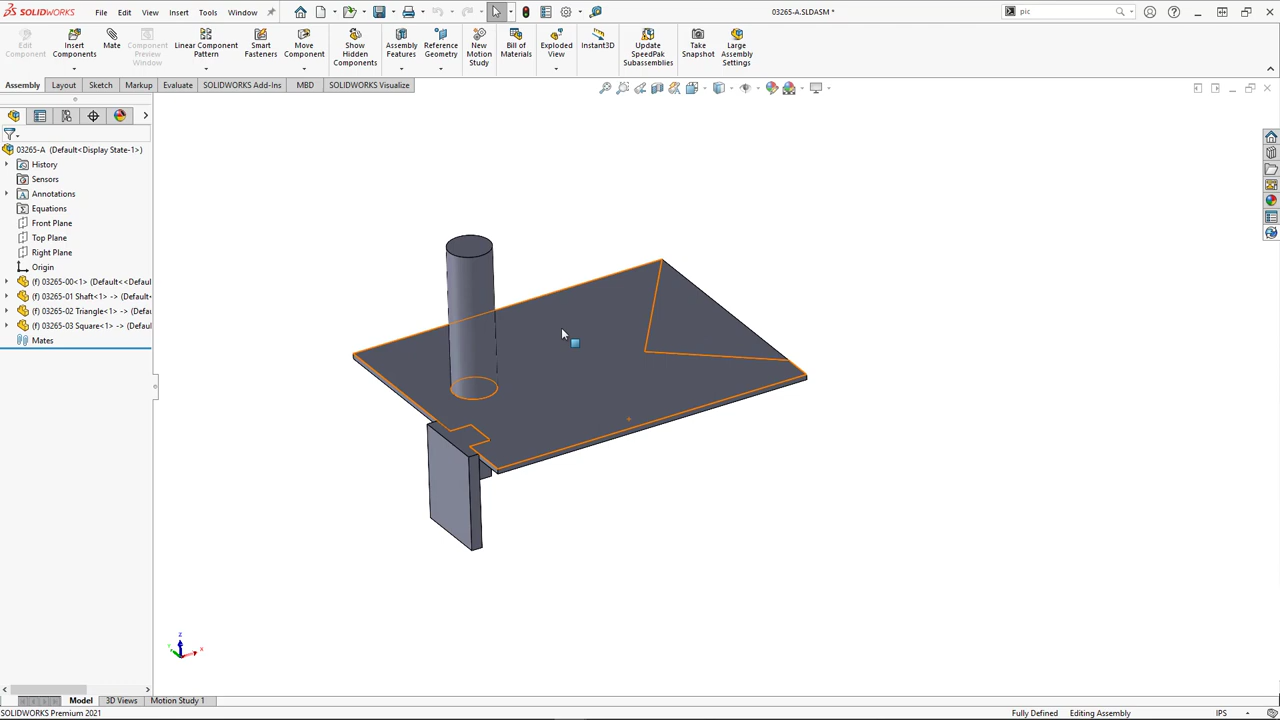 SOLIDWORKS File Edit View Insert Tools Window 03265-A.SLDASM * pic
Edit Component
Insert Components
Mate
Component Preview Window
Linear Component Pattern
Smart Fasteners
Move Component
Show Hidden Components
Assembly Features
Reference Geometry
New Motion Study
Bill of Materials
Exploded View
Instant3D
Update SpeedPak Subassemblies
Take Snapshot
Large Assembly Settings
Assembly Layout Sketch Markup Evaluate SOLIDWORKS Add-Ins MBD SOLIDWORKS Visualize
03265-A (Default<Display State-1>)
History
Sensors
Annotations
Equations
Front Plane
Top Plane
Right Plane
Origin
(f) 03265-00<1> (Default<<Defaul
(f) 03265-01 Shaft<1> -> (Default
(f) 03265-02 Triangle<1> -> (Defa
(f) 03265-03 Square<1> -> (Defau
Mates
Z
X
Model 3D Views Motion Study 1
SOLIDWORKS Premium 2021 Fully Defined Editing Assembly IPS